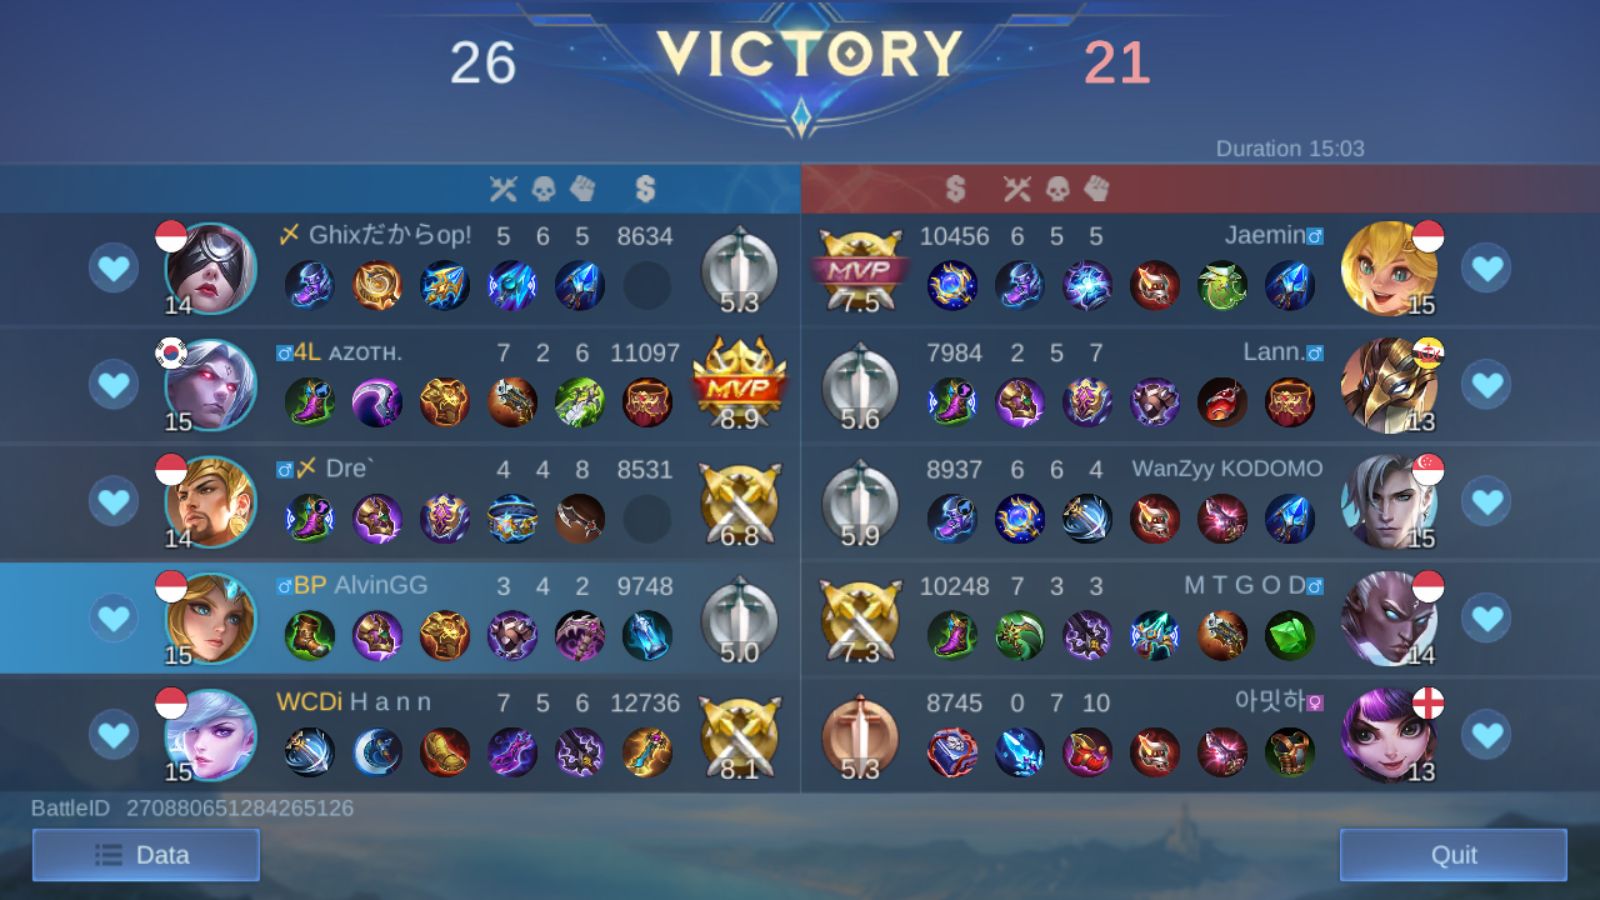 26 VICTORY 21
Duration 15:03
Ghixだからop! 5 6 5 8634
14 5.3
MVP 7.5 10456 6 5 5 Jaemin
15
4L AZOTH. 7 2 6 11097
15 MVP 8.9
7984 2 5 7 Lann.
5.6 13
Dre` 4 4 8 8531
14 6.8
8937 6 6 4 WanZyy KODOMO
5.9 15
BP AlvinGG 3 4 2 9748
15 5.0
10248 7 3 3 M T G O D
7.3 14
WCDi H a n n 7 5 6 12736
15 8.1
8745 0 7 10 아밋하
5.3 13
BattleID 270880651284265126
Data
Quit